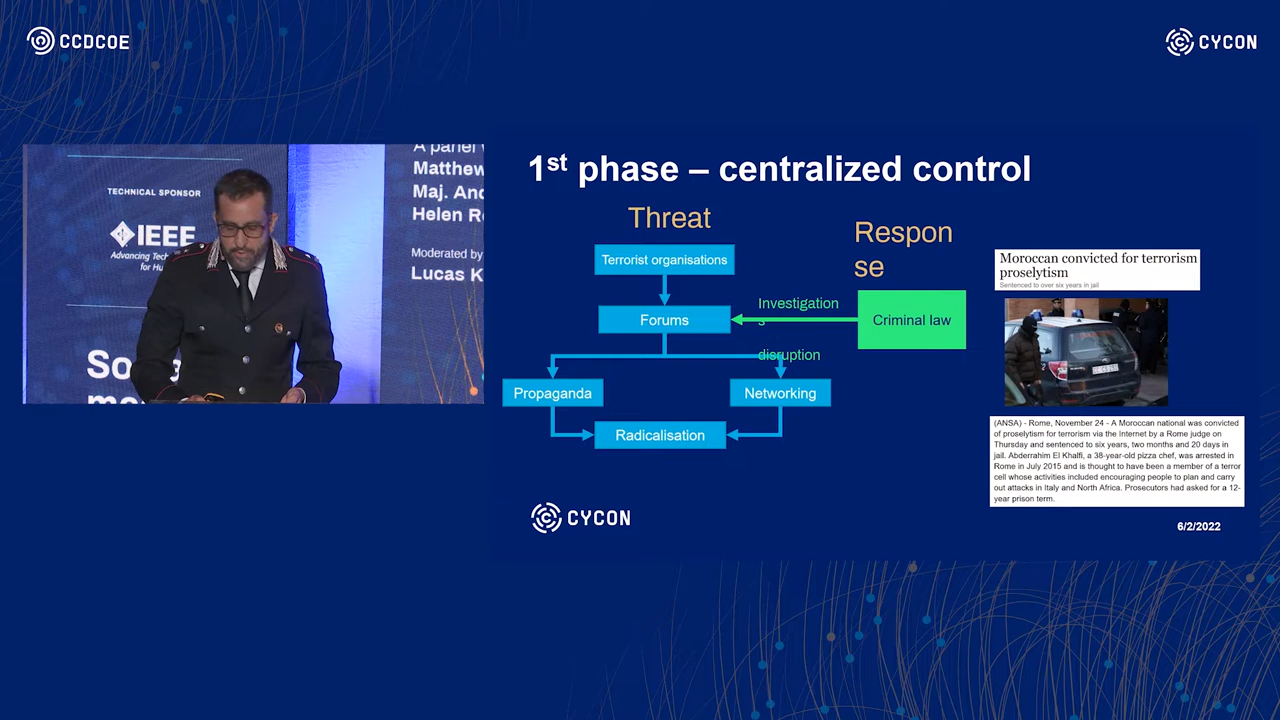 CCDCOE
CYCON
TECHNICAL SPONSOR
IEEE
Advancing
for
A panel
Matthew
Maj.
Helen
Moderated by
Lucas
1st phase – centralized control
Threat
Respon
se
Terrorist organisations
Forums
Investigation
s
disruption
Criminal law
Propaganda
Networking
Radicalisation
Moroccan convicted for terrorism
proselytism
Sentenced to over six years in jail
(ANSA) - Rome, November 24 - A Moroccan national was convicted
of proselytism for terrorism via the Internet by a Rome judge on
Thursday and sentenced to six years, two months and 20 days in
jail. Abderrahim El Khalfi, a 38-year-old pizza chef, was arrested in
Rome in July 2015 and is thought to have been a member of a terror
cell whose activities included encouraging people to plan and carry
out attacks in Italy and North Africa. Prosecutors had asked for a 12-
year prison term.
CYCON
6/2/2022